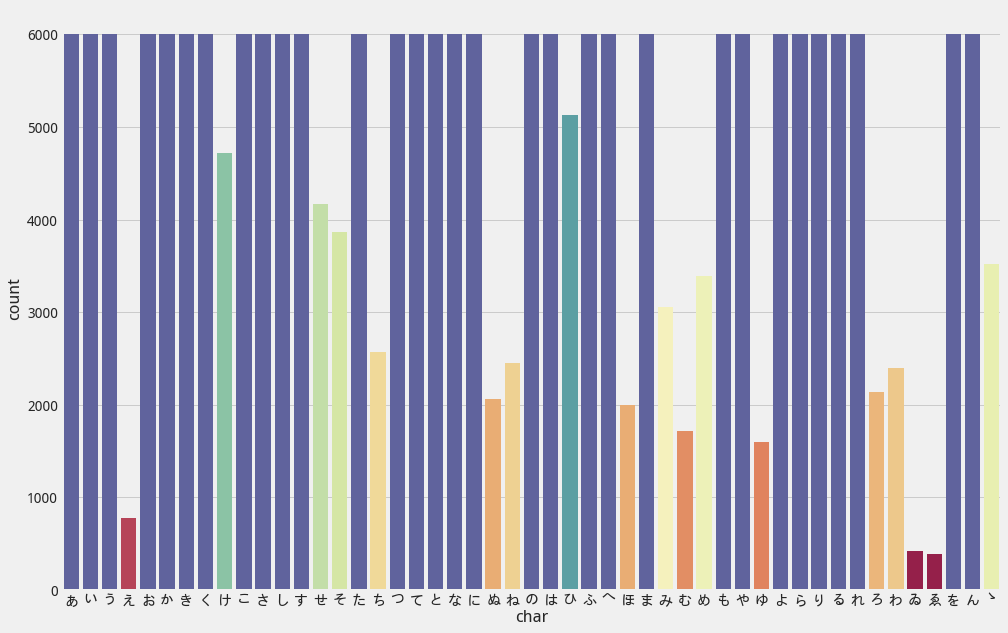 6000
5000
4000
3000
2000
1000
0
count
あ い う え お か き く け こ さ し す せ そ た ち つ て と な に ぬ ね の は ひ ふ へ ほ ま み む め も や ゆ よ ら り る れ ろ わ ゐ ゑ を ん ゝ
char